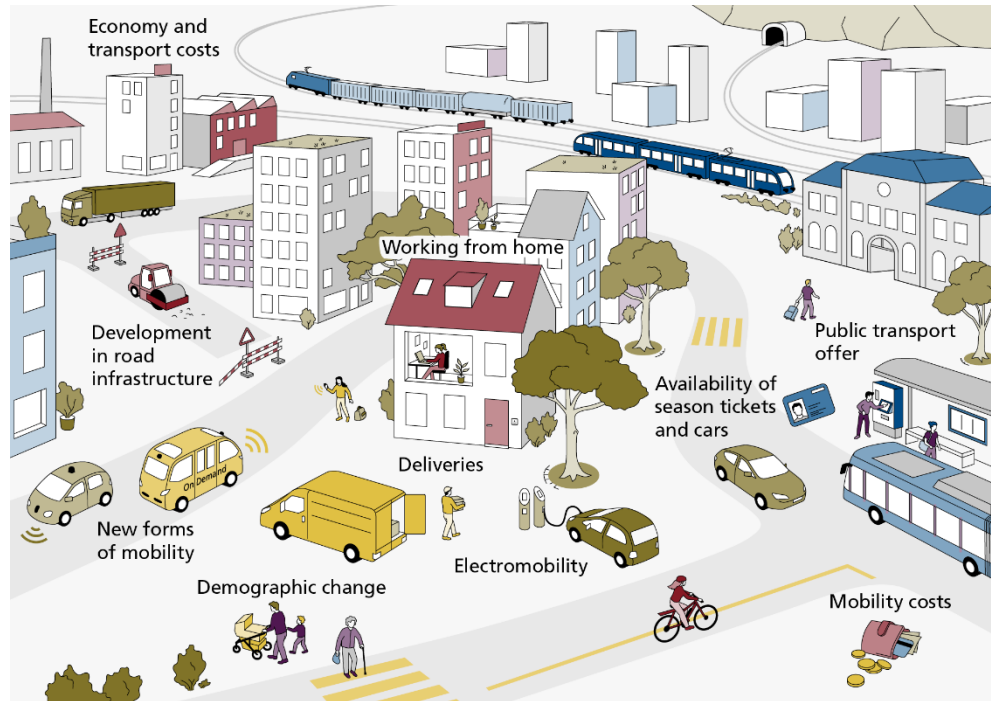 Economy and
transport costs
Working from home
Development
in road
infrastructure
Public transport
offer
Availability of
season tickets
and cars
Deliveries
On Demand
New forms
of mobility
Electromobility
Demographic change
Mobility costs